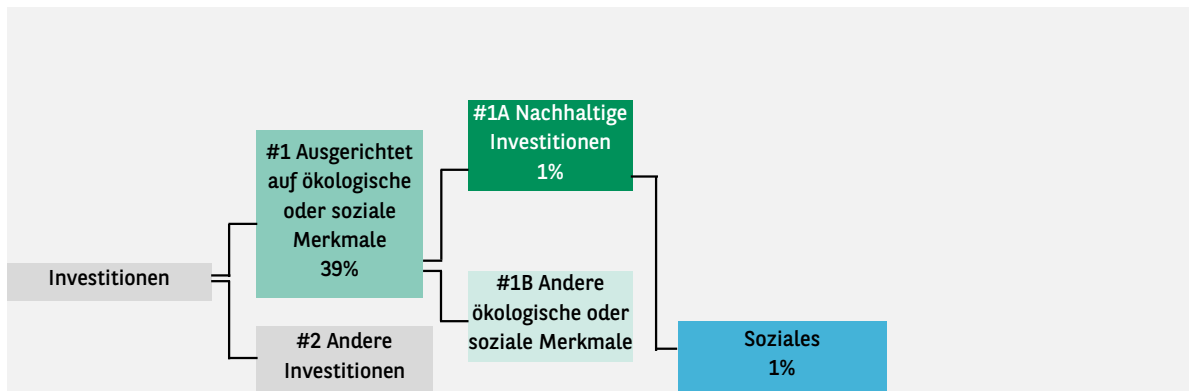 Investitionen
#1 Ausgerichtet
auf ökologische
oder soziale
Merkmale
39%
#2 Andere
Investitionen
#1A Nachhaltige
Investitionen
1%
#1B Andere
ökologische oder
soziale Merkmale
Soziales
1%